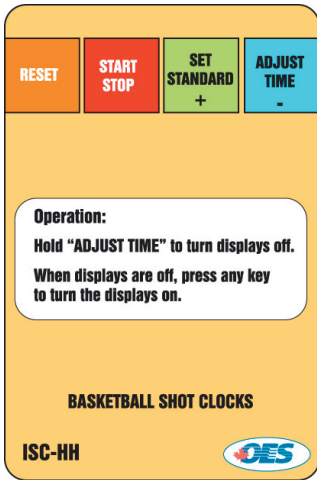 RESET
START
STOP
SET
STANDARD
+
ADJUST
TIME
-
Operation:
Hold “ADJUST TIME” to turn displays off.
When displays are off, press any key
to turn the displays on.
BASKETBALL SHOT CLOCKS
ISC-HH
OES